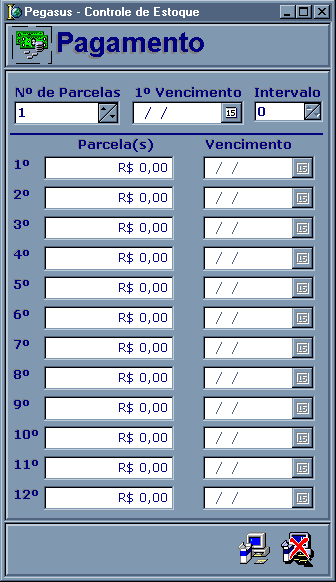 Pegasus - Controle de Estoque
Pagamento
Nº de Parcelas 1º Vencimento Intervalo
1 / / 15 0
Parcela(s) Vencimento
1º R$ 0,00 / / 15
2º R$ 0,00 / / 15
3º R$ 0,00 / / 15
4º R$ 0,00 / / 15
5º R$ 0,00 / / 15
6º R$ 0,00 / / 15
7º R$ 0,00 / / 15
8º R$ 0,00 / / 15
9º R$ 0,00 / / 15
10º R$ 0,00 / / 15
11º R$ 0,00 / / 15
12º R$ 0,00 / / 15